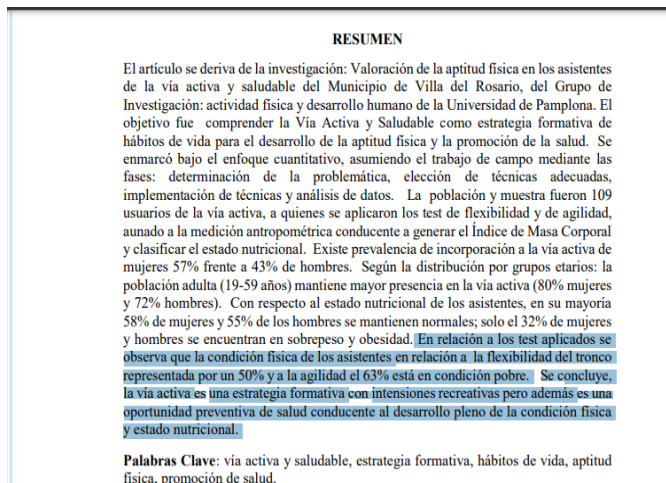 RESUMEN
El artículo se deriva de la investigación: Valoración de la aptitud física en los asistentes
de la vía activa y saludable del Municipio de Villa del Rosario, del Grupo de
Investigación: actividad física y desarrollo humano de la Universidad de Pamplona. El
objetivo fue comprender la Vía Activa y Saludable como estrategia formativa de
hábitos de vida para el desarrollo de la aptitud física y la promoción de la salud. Se
enmarcó bajo el enfoque cuantitativo, asumiendo el trabajo de campo mediante las
fases: determinación de la problemática, elección de técnicas adecuadas,
implementación de técnicas y análisis de datos. La población y muestra fueron 109
usuarios de la vía activa, a quienes se aplicaron los test de flexibilidad y de agilidad,
aunado a la medición antropométrica conducente a generar el Índice de Masa Corporal
y clasificar el estado nutricional. Existe prevalencia de incorporación a la vía activa de
mujeres 57% frente a 43% de hombres. Según la distribución por grupos etarios: la
población adulta (19-59 años) mantiene mayor presencia en la vía activa (80% mujeres
y 72% hombres). Con respecto al estado nutricional de los asistentes, en su mayoría
58% de mujeres y 55% de los hombres se mantienen normales; solo el 32% de mujeres
y hombres se encuentran en sobrepeso y obesidad. En relación a los test aplicados se
observa que la condición física de los asistentes en relación a la flexibilidad del tronco
representada por un 50% y a la agilidad el 63% está en condición pobre. Se concluye,
la vía activa es una estrategia formativa con intensiones recreativas pero además es una
oportunidad preventiva de salud conducente al desarrollo pleno de la condición física
y estado nutricional.
Palabras Clave: vía activa y saludable, estrategia formativa, hábitos de vida, aptitud
física, promoción de salud.